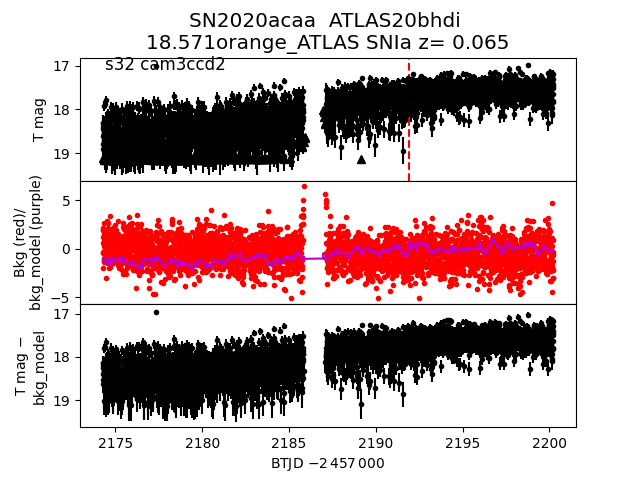 SN2020acaa  ATLAS20bhdi
18.571orange_ATLAS SNIa z= 0.065
s32 cam3ccd2
17
18
19
T mag
5
0
−5
Bkg (red)/
bkg_model (purple)
17
18
19
T mag −
bkg_model
2175 2180 2185 2190 2195 2200
BTJD −2 457 000